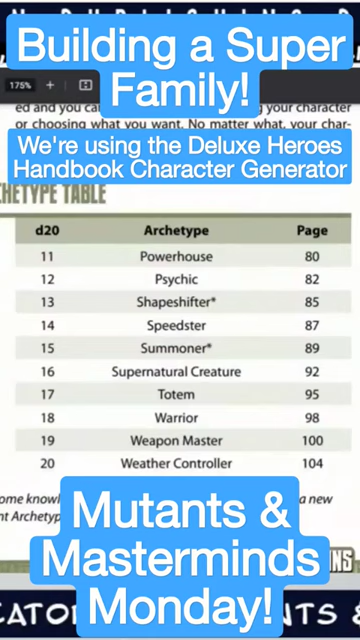 Building a Super
Family!
175%
ed and you ca
your character
or choosing what you want. No matter what, your char-
We're using the Deluxe Heroes
Handbook Character Generator
CHETYPE TABLE
d20 Archetype Page
11 Powerhouse 80
12 Psychic 82
13 Shapeshifter* 85
14 Speedster 87
15 Summoner* 89
16 Supernatural Creature 92
17 Totem 95
18 Warrior 98
19 Weapon Master 100
20 Weather Controller 104
ome know
a new
nt Archetyp
Mutants &
Masterminds
Monday!